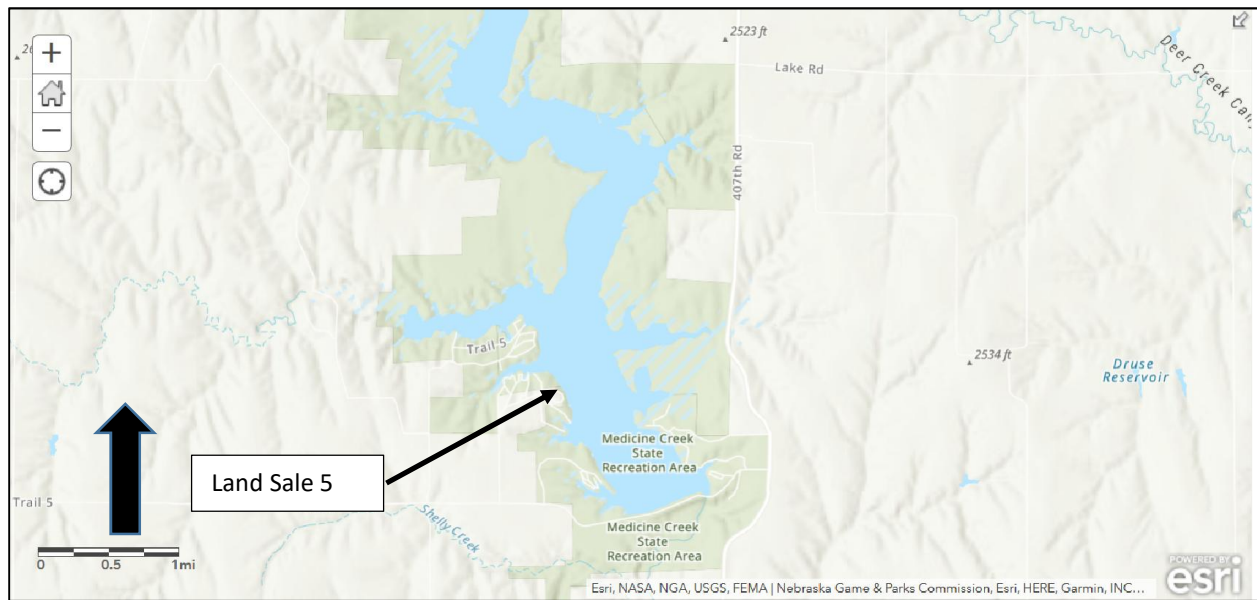 2523 ft
Lake Rd
Deer Creek
407th Rd
Trail 5
2534 ft
Druse
Reservoir
Medicine Creek
State
Recreation Area
Land Sale 5
Trail 5
Shelly Creek
Medicine Creek
State
Recreation Area
0 0.5 1mi
POWERED BY
esri
Esri, NASA, NGA, USGS, FEMA | Nebraska Game & Parks Commission, Esri, HERE, Garmin, INC...